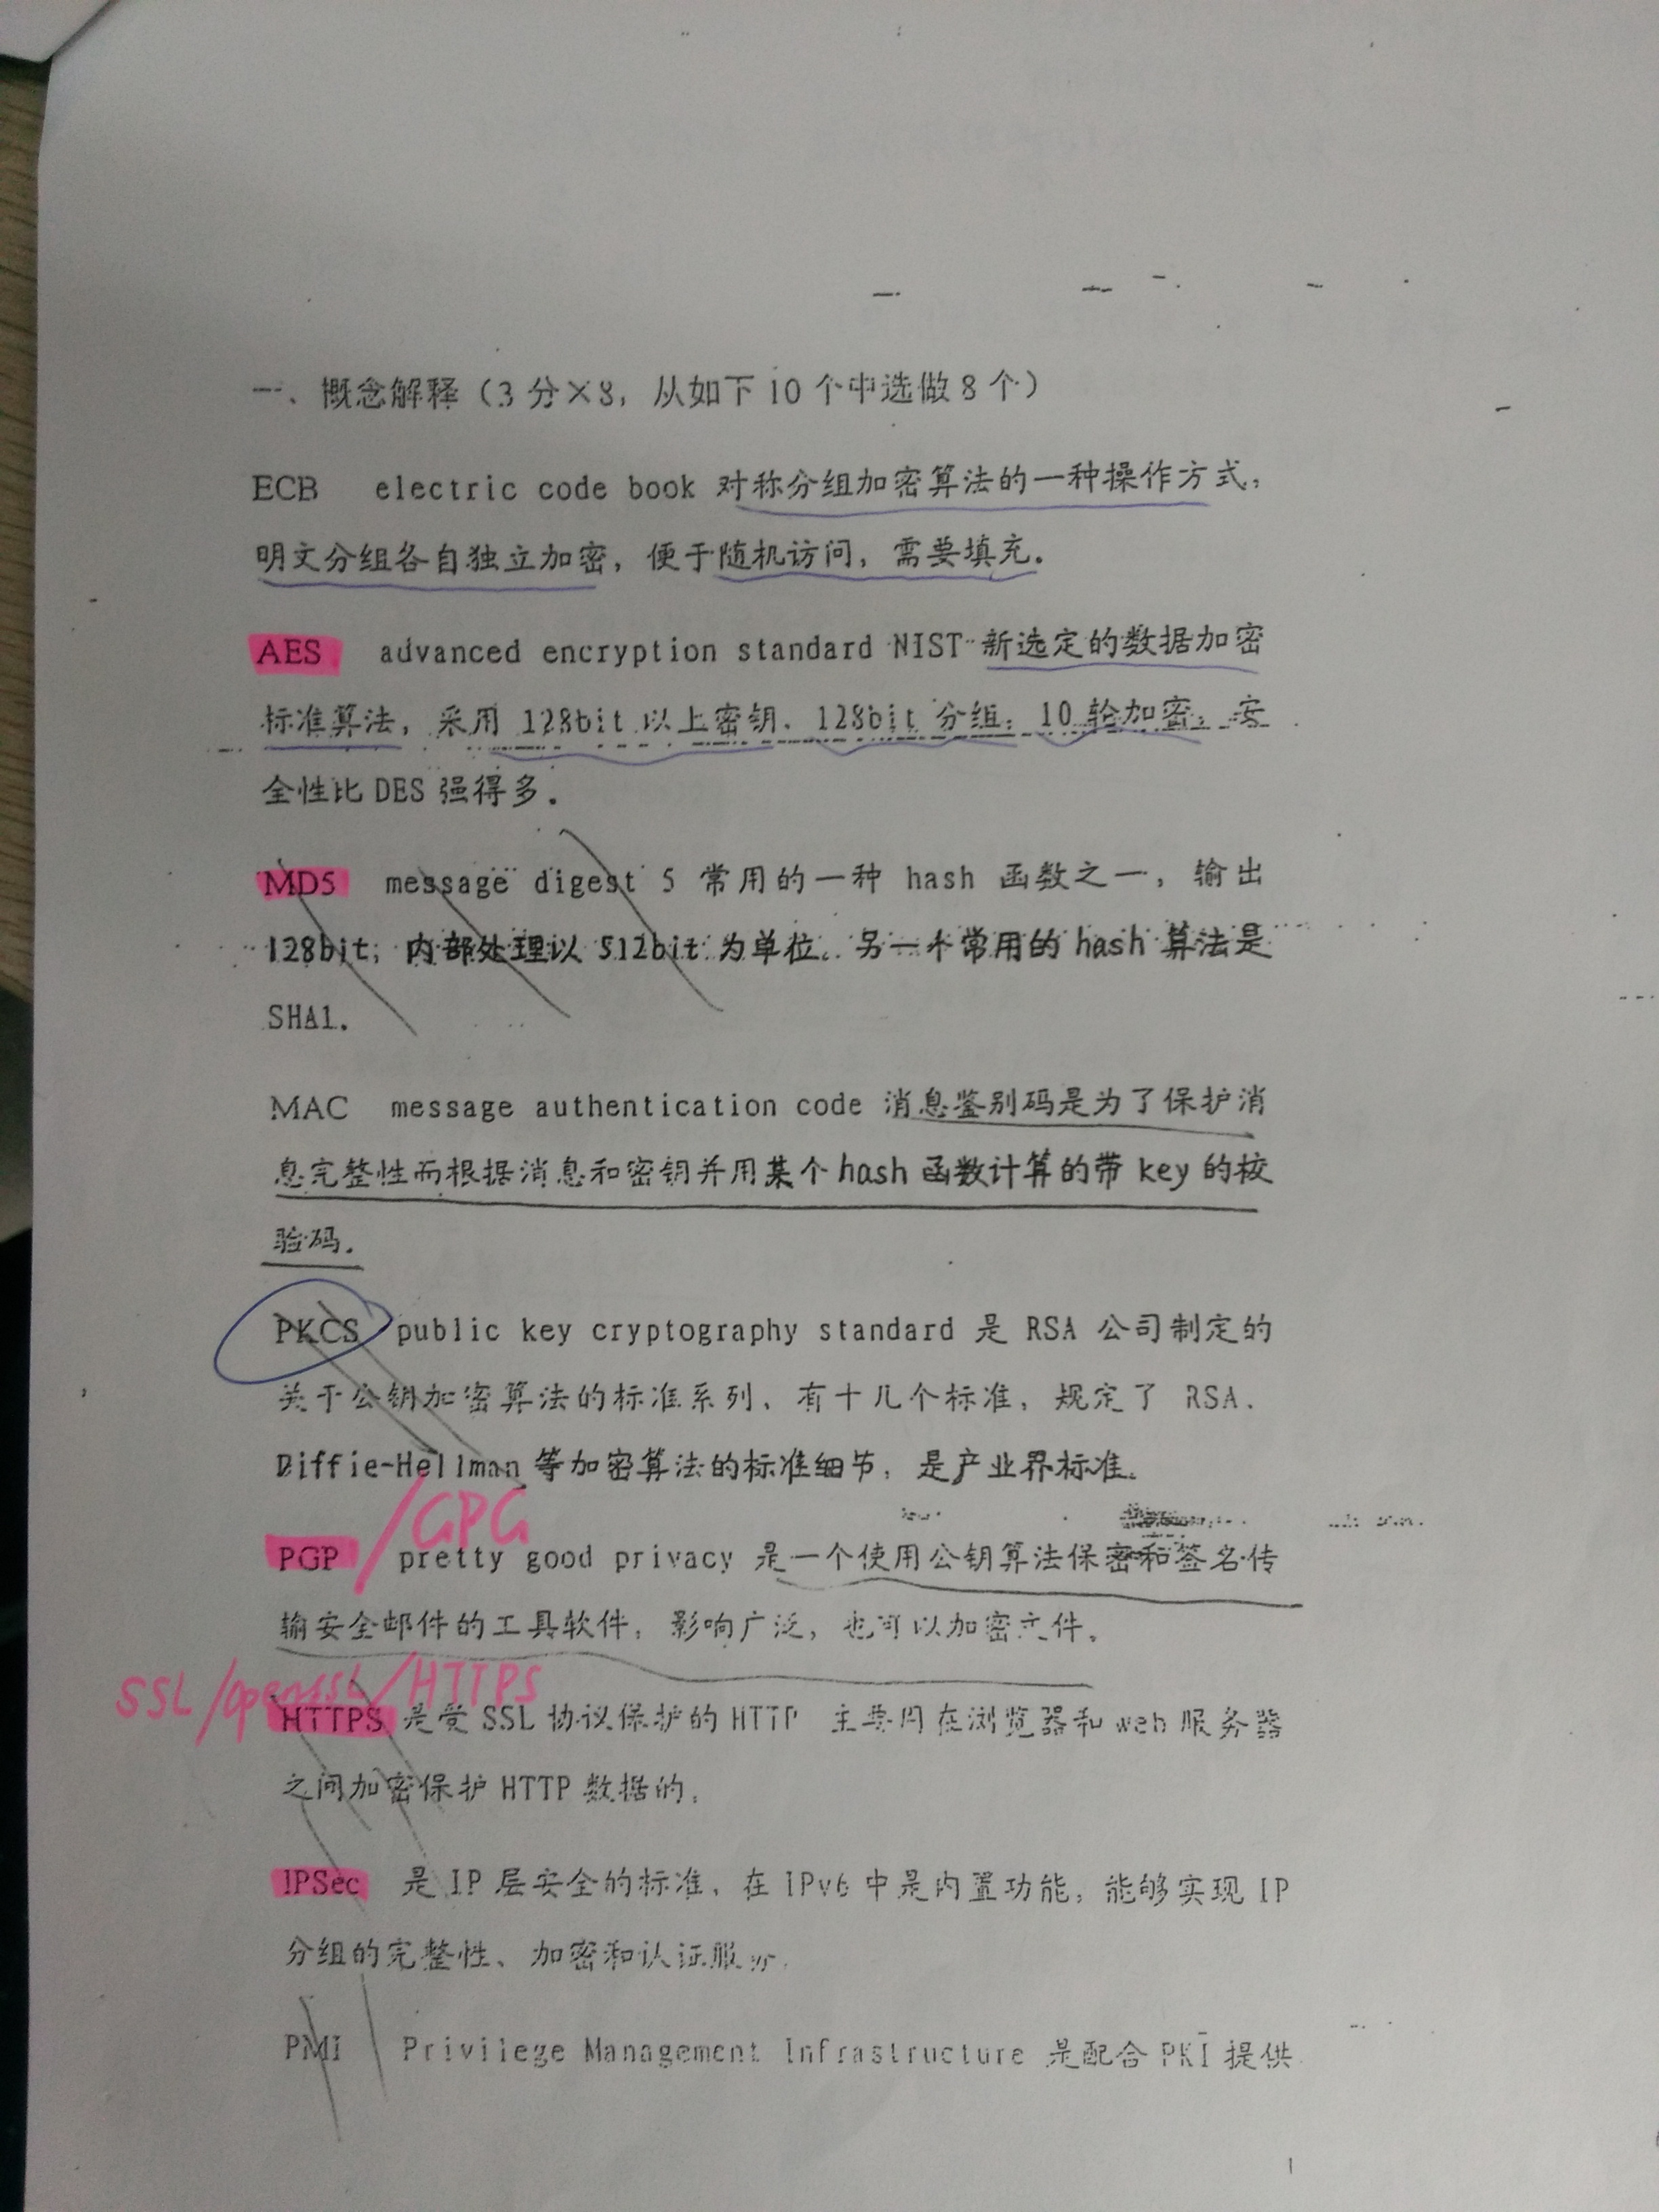 一、概念解释（3分×8，从如下10个中选做8个）
ECB electric code book 对称分组加密算法的一种操作方式，
明文分组各自独立加密，便于随机访问，需要填充。
AES advanced encryption standard NIST 新选定的数据加密
标准算法，采用 128bit 以上密钥、128bit 分组；10 轮加密，安
全性比 DES 强得多。
MD5 message digest 5 常用的一种 hash 函数之一，输出
128bit，内部处理以 512bit 为单位。另一个常用的 hash 算法是
SHA1.
MAC message authentication code 消息鉴别码是为了保护消
息完整性而根据消息和密钥并用某个hash函数计算的带 key 的校
验码.
PKCS public key cryptography standard 是 RSA 公司制定的
关于公钥加密算法的标准系列、有十几个标准，规定了 RSA、
Diffie-Hellman 等加密算法的标准细节，是产业界标准。
/GPG
PGP pretty good privacy 是一个使用公钥算法保密和签名传
输安全邮件的工具软件，影响广泛，也可以加密文件。
SSL/openssl/HTTPS
HTTPS 是受 SSL 协议保护的 HTTP 主要用在浏览器和 web 服务器
之间加密保护 HTTP 数据的。
IPSec 是 IP 层安全的标准、在 IPv6 中是内置功能，能够实现 IP
分组的完整性、加密和认证服务。
PMI Privilege Management Infrastructure 是配合 PKI 提供
1